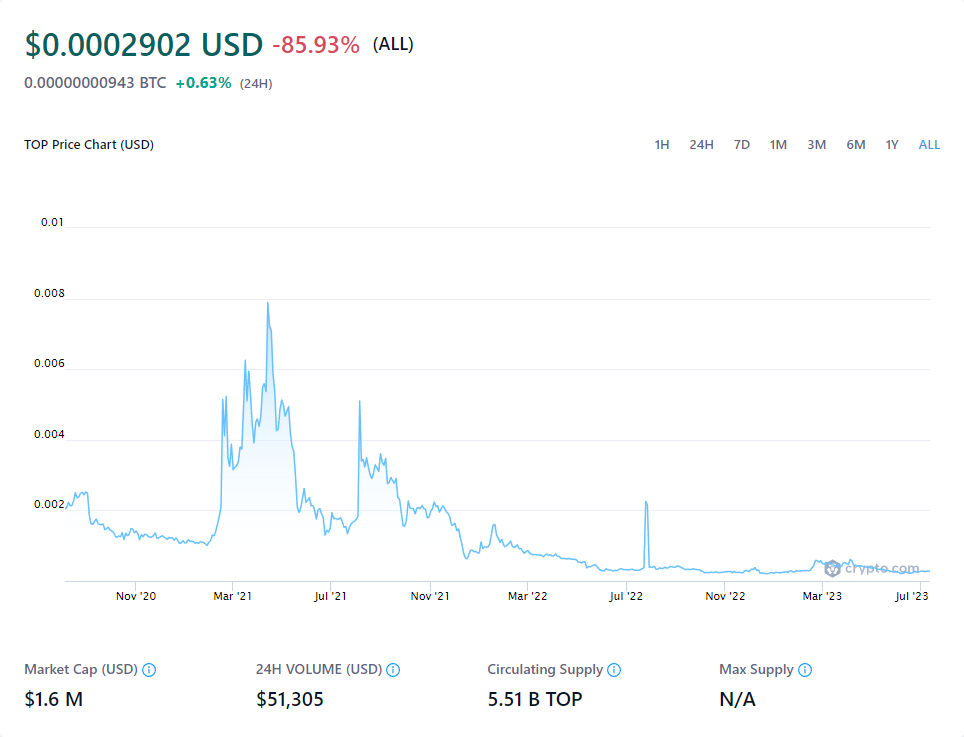 $0.0002902 USD -85.93% (ALL)
0.00000000943 BTC +0.63% (24H)
TOP Price Chart (USD) 1H 24H 7D 1M 3M 6M 1Y ALL
0.01
0.008
0.006
0.004
0.002
crypto.com
Nov '20 Mar '21 Jul '21 Nov '21 Mar '22 Jul '22 Nov '22 Mar '23 Jul '23
Market Cap (USD) 24H VOLUME (USD) Circulating Supply Max Supply
$1.6 M $51,305 5.51 B TOP N/A